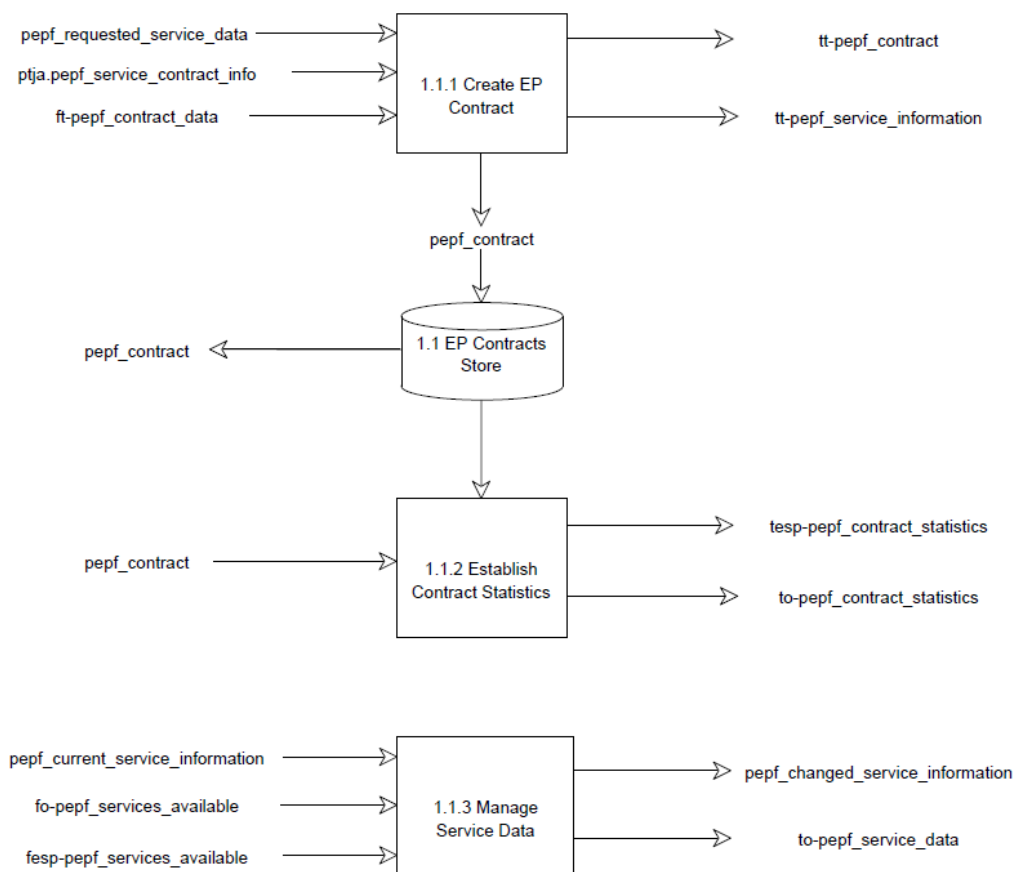 pepf_requested_service_data
ptja.pepf_service_contract_info
ft-pepf_contract_data
1.1.1 Create EP
Contract
tt-pepf_contract
tt-pepf_service_information
pepf_contract
1.1 EP Contracts
Store
pepf_contract
pepf_contract
1.1.2 Establish
Contract Statistics
tesp-pepf_contract_statistics
to-pepf_contract_statistics
pepf_current_service_information
fo-pepf_services_available
fesp-pepf_services_available
1.1.3 Manage
Service Data
pepf_changed_service_information
to-pepf_service_data